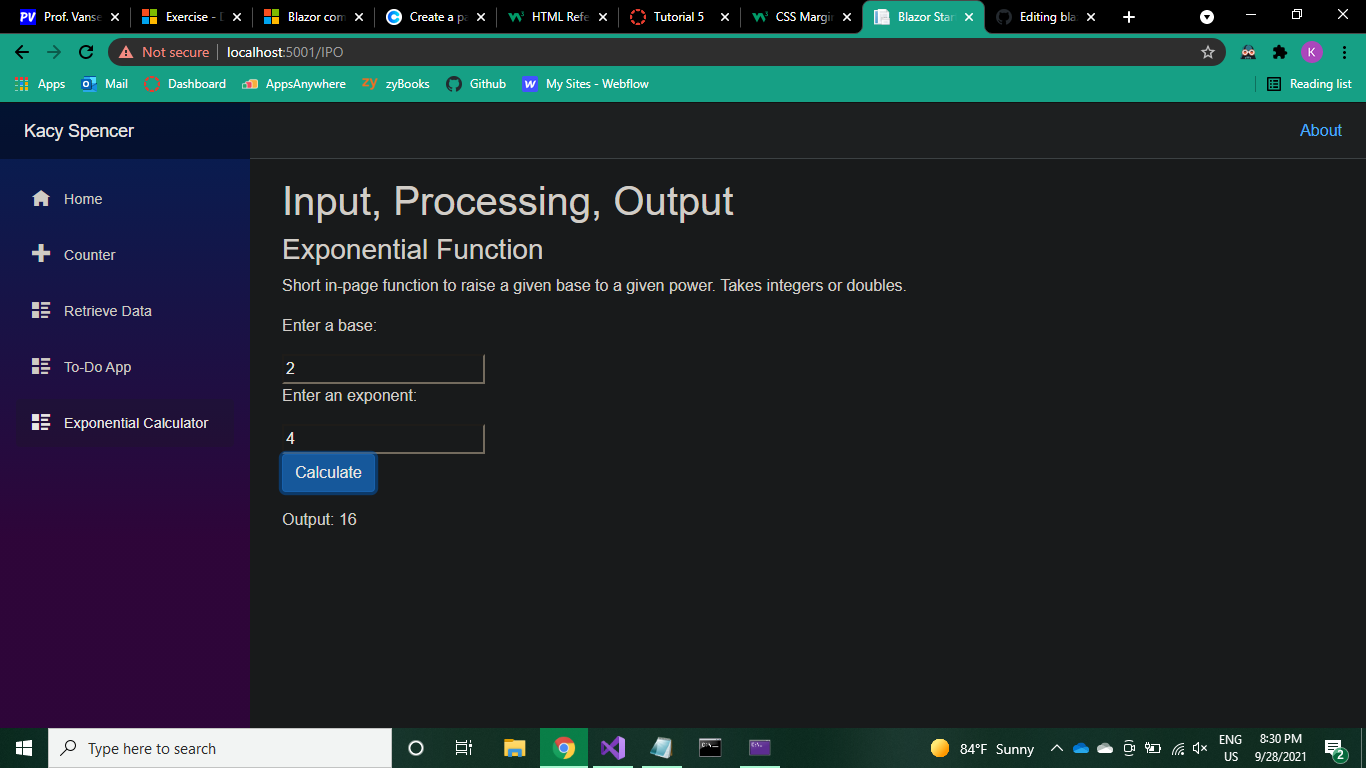 PV Prof. Vanse
Exercise - D
Blazor com
Create a pa
HTML Refe
Tutorial 5
CSS Margin
Blazor Star
Editing bla
Not secure localhost:5001/IPO
K
Apps Mail Dashboard AppsAnywhere zy zyBooks Github W My Sites - Webflow Reading list
Kacy Spencer
About
Home
Counter
Retrieve Data
To-Do App
Exponential Calculator
Input, Processing, Output
Exponential Function
Short in-page function to raise a given base to a given power. Takes integers or doubles.
Enter a base:
2
Enter an exponent:
4
Calculate
Output: 16
Type here to search
84°F Sunny
ENG
US
8:30 PM
9/28/2021
2